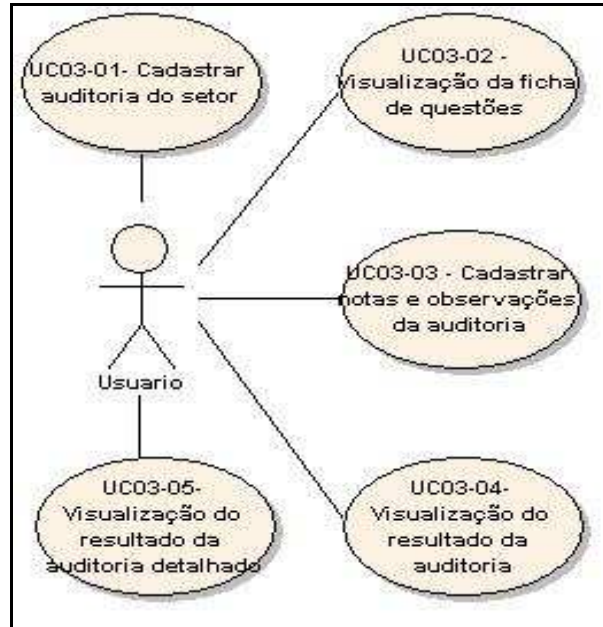 UC03-01- Cadastrar
auditoria do setor
UC03-02 -
Visualização da ficha
de questões
UC03-03 - Cadastrar
notas e observações
da auditoria
Usuario
UC03-05-
Visualização do
resultado da
auditoria detalhado
UC03-04-
Visualização do
resultado da
auditoria